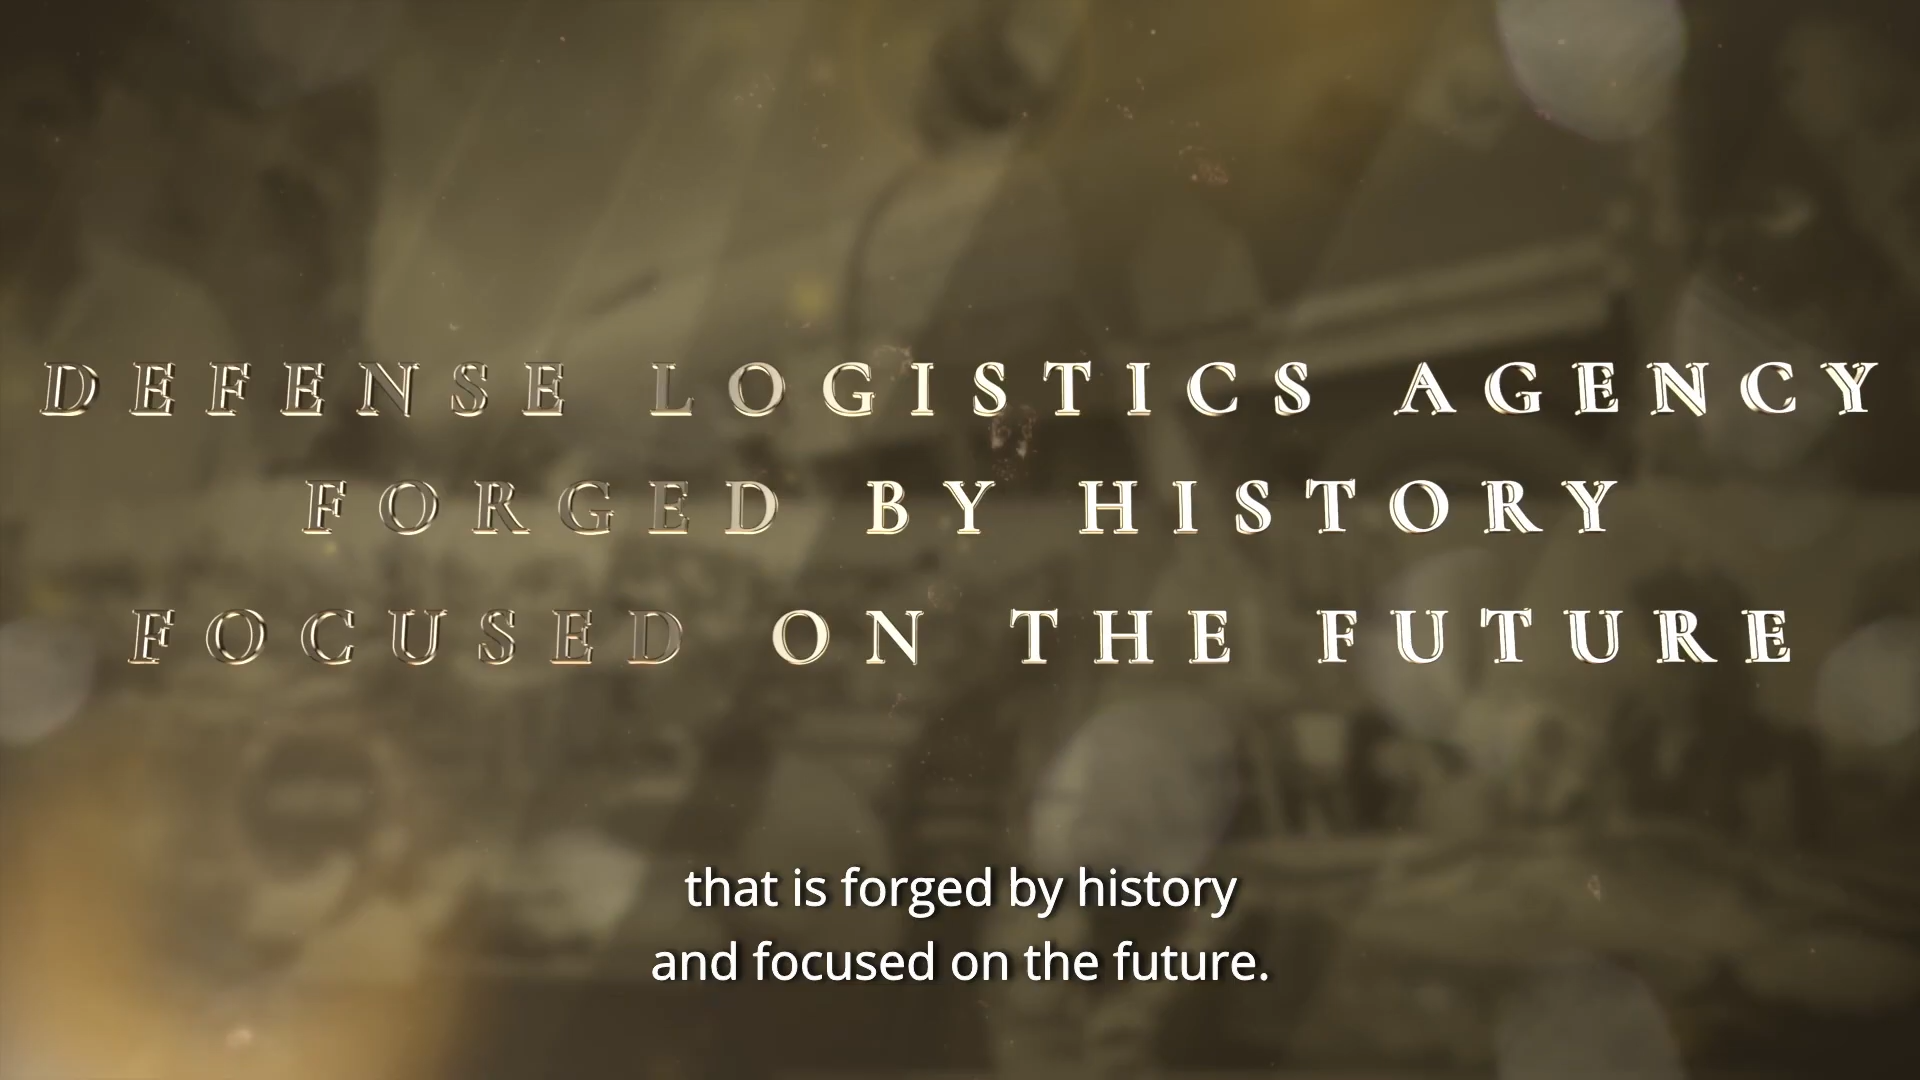 DEFENSE LOGISTICS AGENCY
FORGED BY HISTORY
FOCUSED ON THE FUTURE
that is forged by history
and focused on the future.